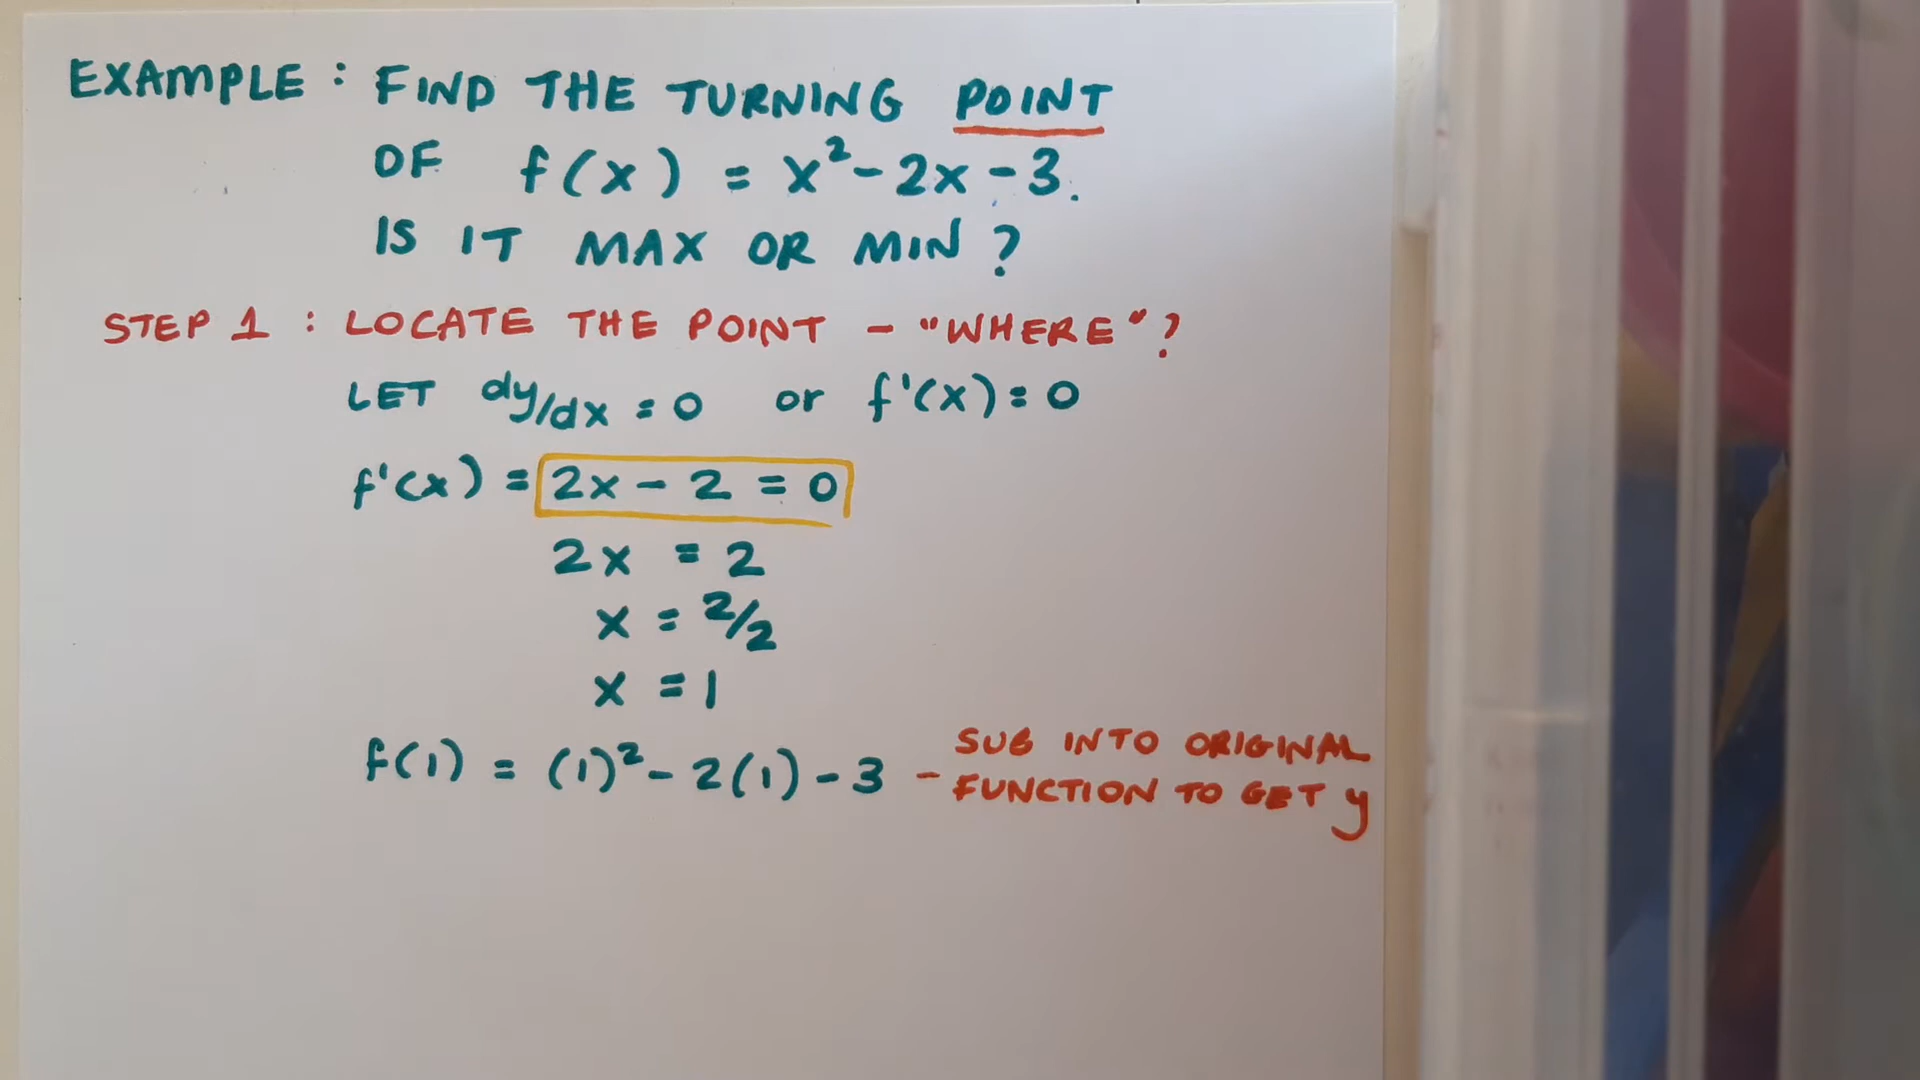 EXAMPLE : FIND THE TURNING POINT
OF f(x) = x² - 2x - 3.
IS IT MAX OR MIN ?
STEP 1 : LOCATE THE POINT - "WHERE" ?
LET dy/dx = 0 or f'(x) = 0
f'(x) = 2x - 2 = 0
2x = 2
x = 2/2
x = 1
f(1) = (1)² - 2(1) - 3 - SUB INTO ORIGINAL
FUNCTION TO GET y